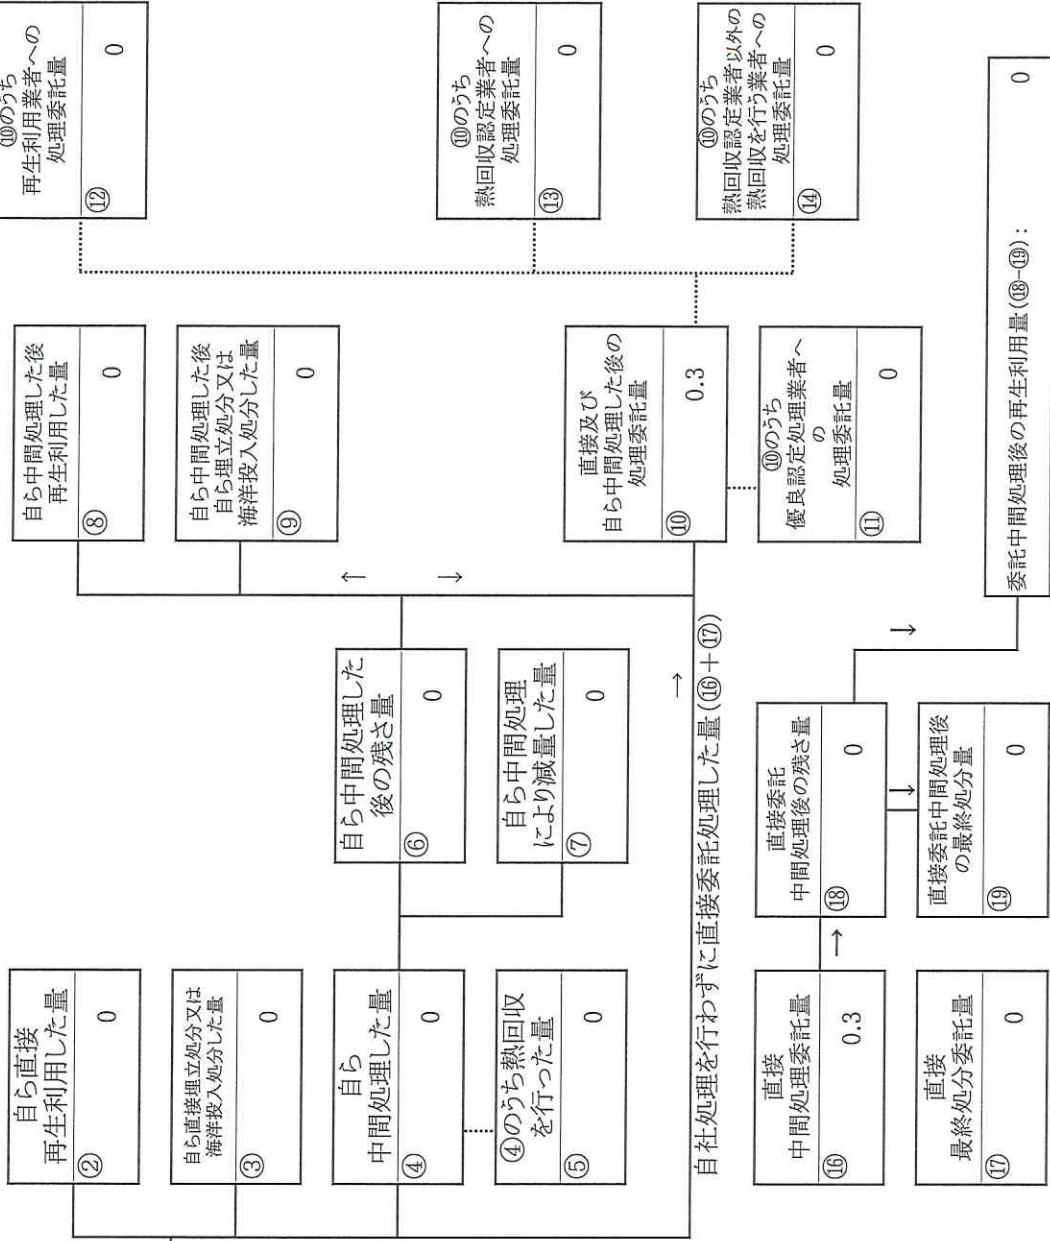 自ら直接
再生利用した量
②
0
自ら直接埋立処分又は
海洋投入処分した量
③
0
自ら
中間処理した量
④
0
④のうち熱回収
を行った量
⑤
0
自ら中間処理した
後の残さ量
⑥
0
自ら中間処理
により減量した量
⑦
0
自ら中間処理した後
再生利用した量
⑧
0
自ら中間処理した後
自ら埋立処分又は
海洋投入処分した量
⑨
0
↑
↓
直接及び
自ら中間処理した後の
処理委託量
⑩
0.3
⑩のうち
優良認定処理業者へ
の
処理委託量
⑪
0
⑩のうち
再生利用業者への
処理委託量
⑫
0
⑩のうち
熱回収認定業者への
処理委託量
⑬
0
⑩のうち
熱回収認定業者以外の
熱回収を行う業者への
処理委託量
⑭
0
自社処理を行わずに直接委託処理した量(⑯+⑰)
→
直接
中間処理委託量
⑯
0.3
→
直接
最終処分委託量
⑰
0
直接委託
中間処理後の残さ量
⑱
0
↓
直接委託中間処理後
の最終処分量
⑲
0
↓
委託中間処理後の再生利用量(⑱-⑲):
0